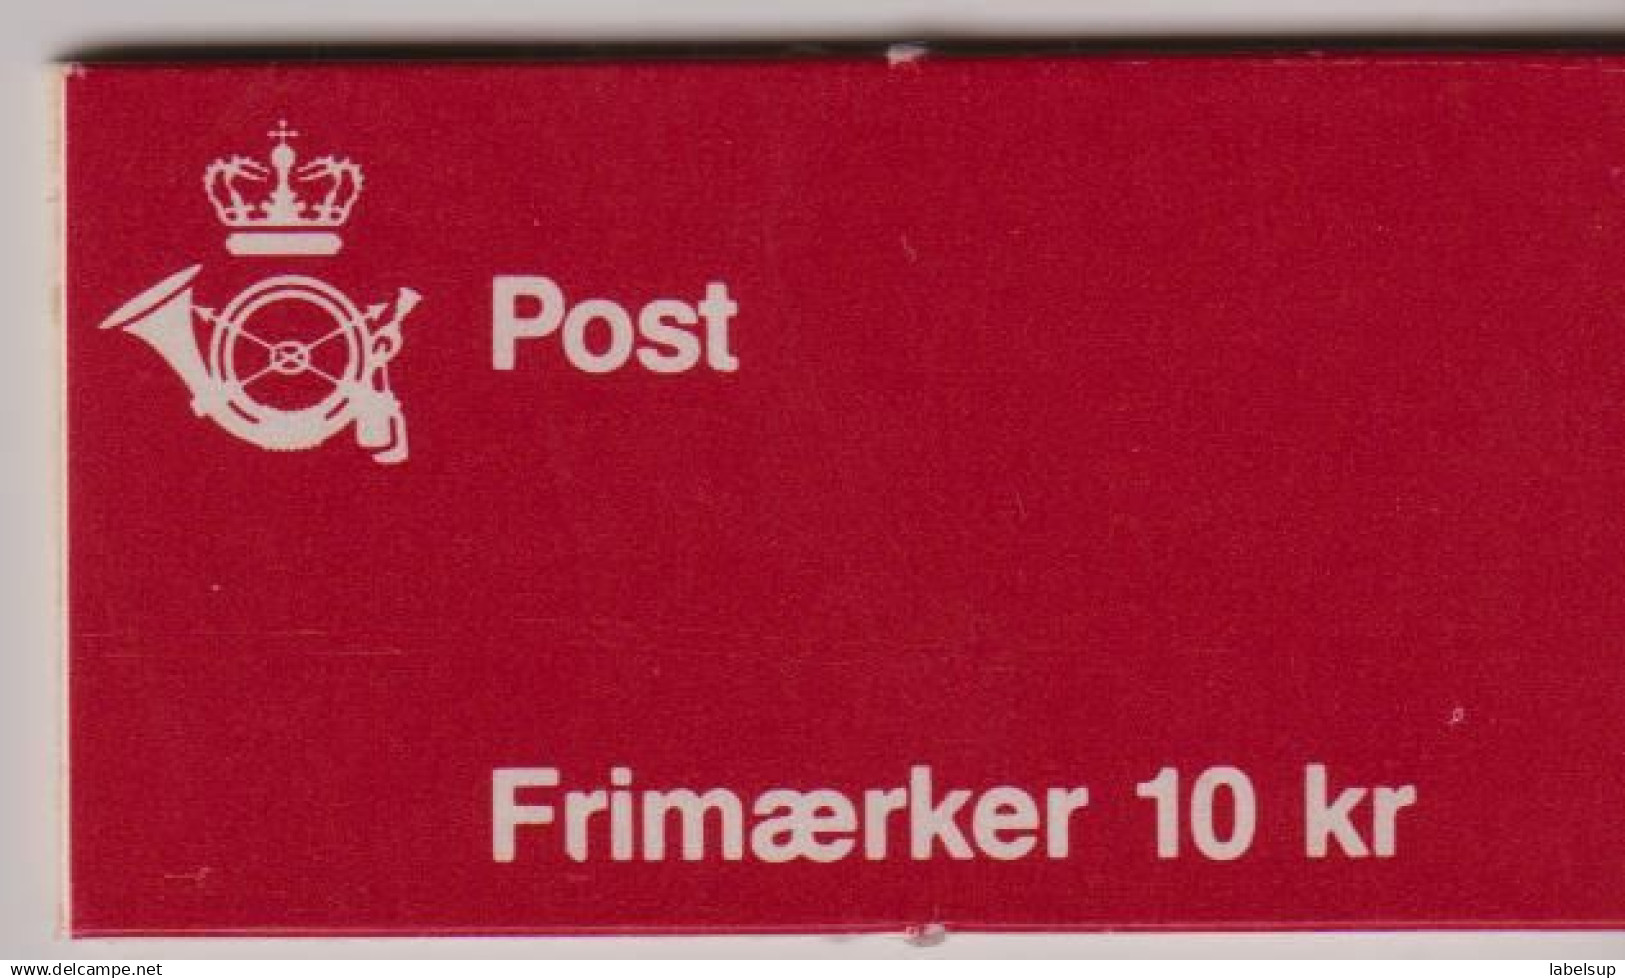 Post
Frimærker 10 kr
www.delcampe.net
labelsup